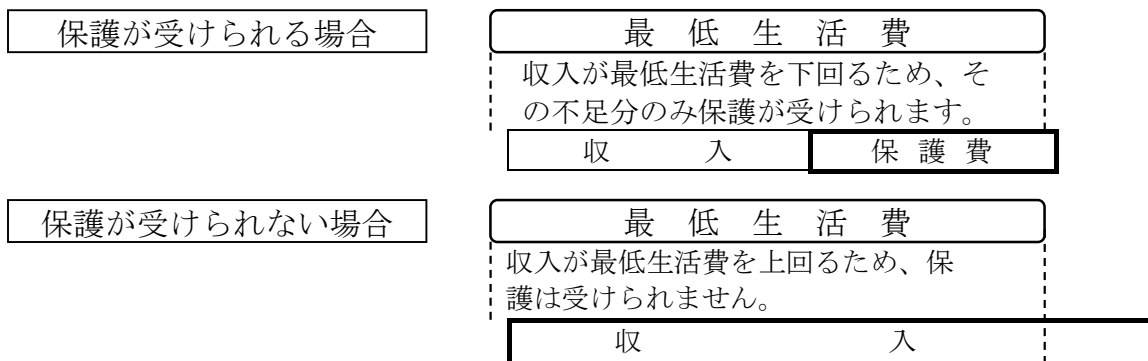 保護が受けられる場合
最低生活費
収入が最低生活費を下回るため、そ
の不足分のみ保護が受けられます。
収入 保護費
保護が受けられない場合
最低生活費
収入が最低生活費を上回るため、保
護は受けられません。
収入